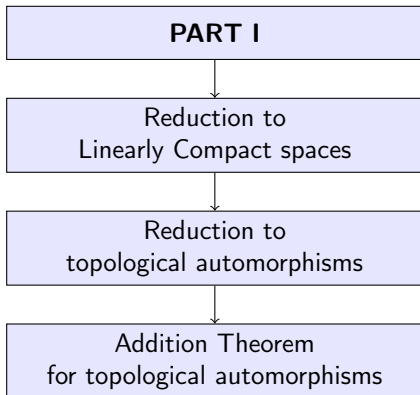 PART I
Reduction to
Linearly Compact spaces
Reduction to
topological automorphisms
Addition Theorem
for topological automorphisms